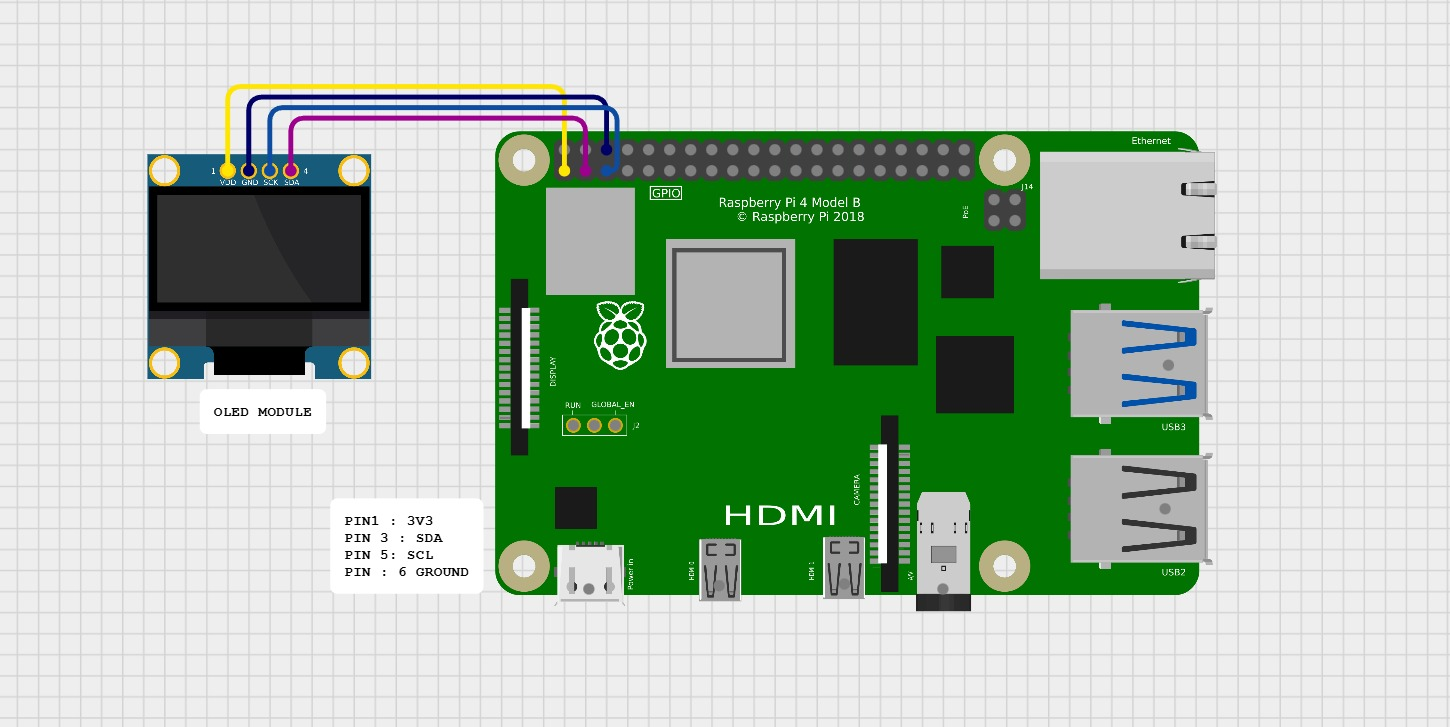 Ethernet
1 4
VDD GND SCK SDA
J14
GPIO
Raspberry Pi 4 Model B
© Raspberry Pi 2018
PoE
DISPLAY
RUN GLOBAL_EN
J2
OLED MODULE
USB3
CAMERA
HDMI
PIN1 : 3V3
PIN 3 : SDA
PIN 5: SCL
PIN : 6 GROUND
Power in
HDMI 0
HDMI 1
A/V
USB2